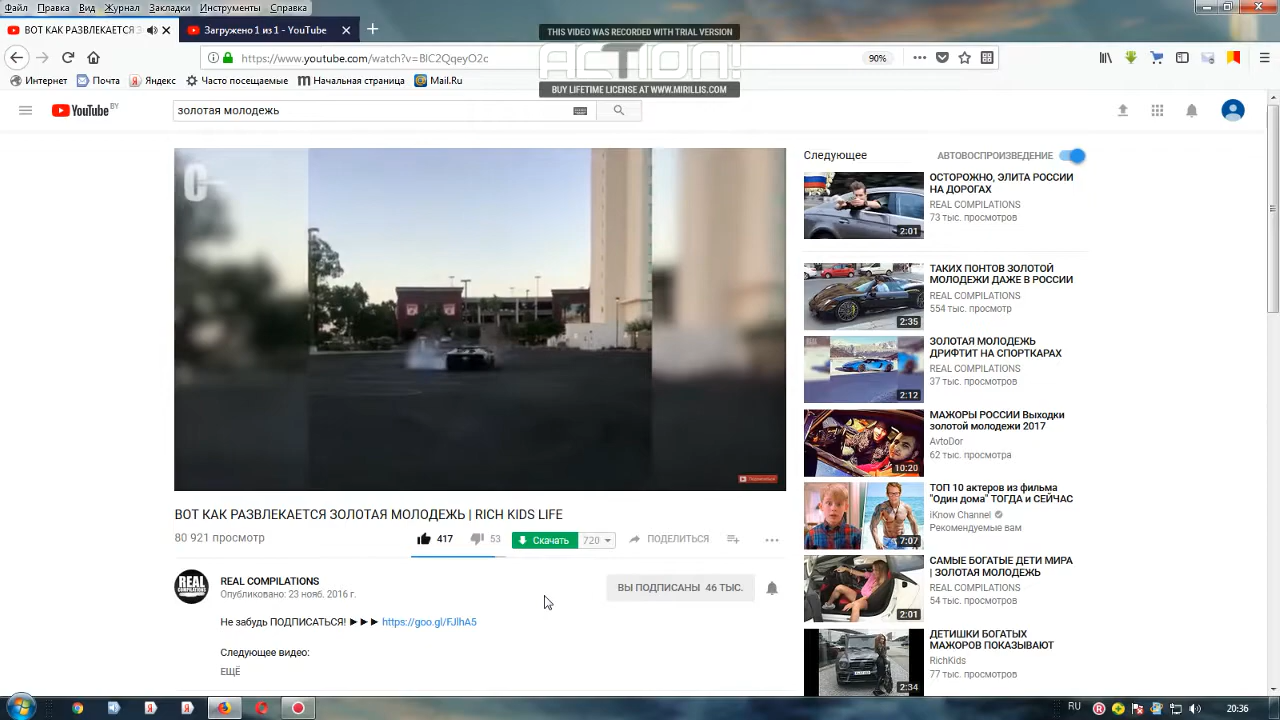 Файл Правка Вид Журнал Закладки Инструменты Справка
ВОТ КАК РАЗВЛЕКАЕТСЯ З
Загружено 1 из 1 - YouTube
THIS VIDEO WAS RECORDED WITH TRIAL VERSION
ACTION!
BUY LIFETIME LICENSE AT WWW.MIRILLIS.COM
https://www.youtube.com/watch?v=BIC2QqeyO2c
90%
Интернет Почта Яндекс Часто посещаемые Начальная страница Mail.Ru
YouTube BY
золотая молодежь
Следующее
АВТОВОСПРОИЗВЕДЕНИЕ
ОСТОРОЖНО, ЭЛИТА РОССИИ
НА ДОРОГАХ
REAL COMPILATIONS
73 тыс. просмотров
2:01
ТАКИХ ПОНТОВ ЗОЛОТОЙ
МОЛОДЕЖИ ДАЖЕ В РОССИИ
REAL COMPILATIONS
554 тыс. просмотр
2:35
ЗОЛОТАЯ МОЛОДЕЖЬ
ДРИФТИТ НА СПОРТКАРАХ
REAL COMPILATIONS
37 тыс. просмотров
2:12
МАЖОРЫ РОССИИ Выходки
золотой молодежи 2017
AvtoDor
62 тыс. просмотра
10:20
ТОП 10 актеров из фильма
"Один дома" ТОГДА и СЕЙЧАС
iKnow Channel
Рекомендуемые вам
7:07
САМЫЕ БОГАТЫЕ ДЕТИ МИРА
| ЗОЛОТАЯ МОЛОДЕЖЬ
REAL COMPILATIONS
54 тыс. просмотров
2:01
ДЕТИШКИ БОГАТЫХ
МАЖОРОВ ПОКАЗЫВАЮТ
RichKids
77 тыс. просмотров
2:34
ВОТ КАК РАЗВЛЕКАЕТСЯ ЗОЛОТАЯ МОЛОДЕЖЬ | RICH KIDS LIFE
80 921 просмотр
417
53
Скачать
720
ПОДЕЛИТЬСЯ
REAL COMPILATIONS
REAL COMPILATIONS
Опубликовано: 23 нояб. 2016 г.
ВЫ ПОДПИСАНЫ 46 ТЫС.
Не забудь ПОДПИСАТЬСЯ! ►►► https://goo.gl/FJlhA5
Следующее видео:
ЕЩЁ
RU
20:36